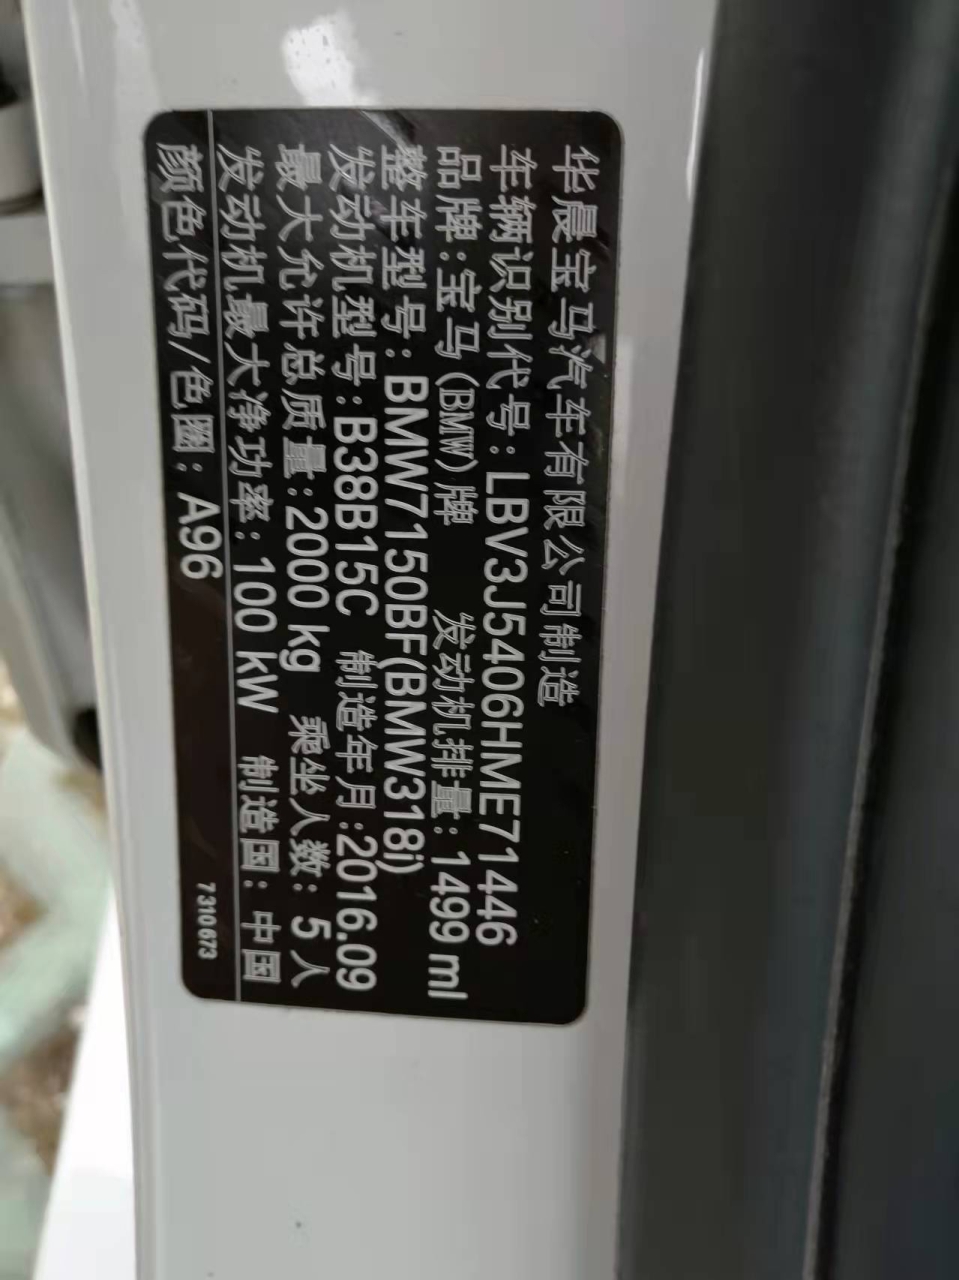 华晨宝马汽车有限公司制造
车辆识别代号：LBV3J5406HME71446
品牌：宝马(BMW)牌 发动机排量：1499 ml
整车型号：BMW7150BF(BMW318i)
发动机型号：B38B15C 制造年月：2016.09
最大允许总质量：2000 kg 乘坐人数：5人
发动机最大净功率：100 kW 制造国：中国
颜色代码/色圈：A96
7310673